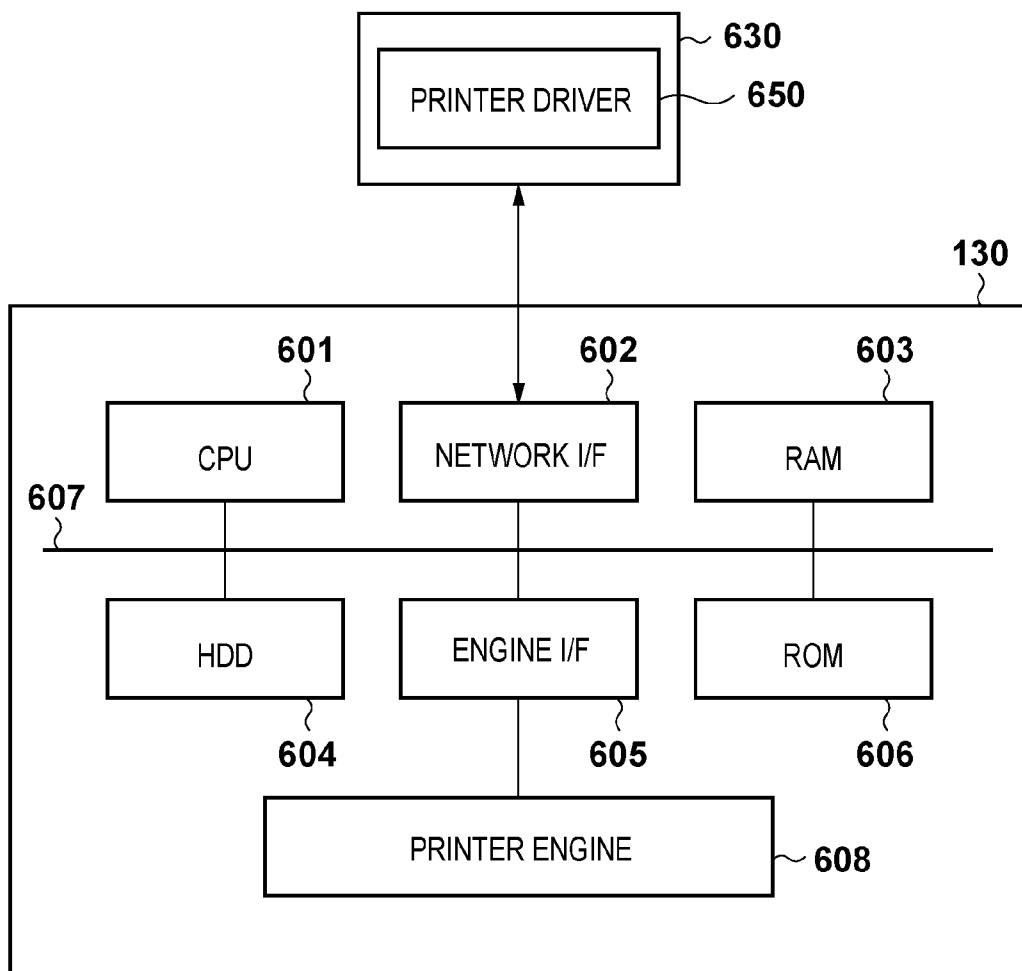 630
PRINTER DRIVER
650
130
601
602
603
CPU
NETWORK I/F
RAM
607
HDD
ENGINE I/F
ROM
604
605
606
PRINTER ENGINE
608